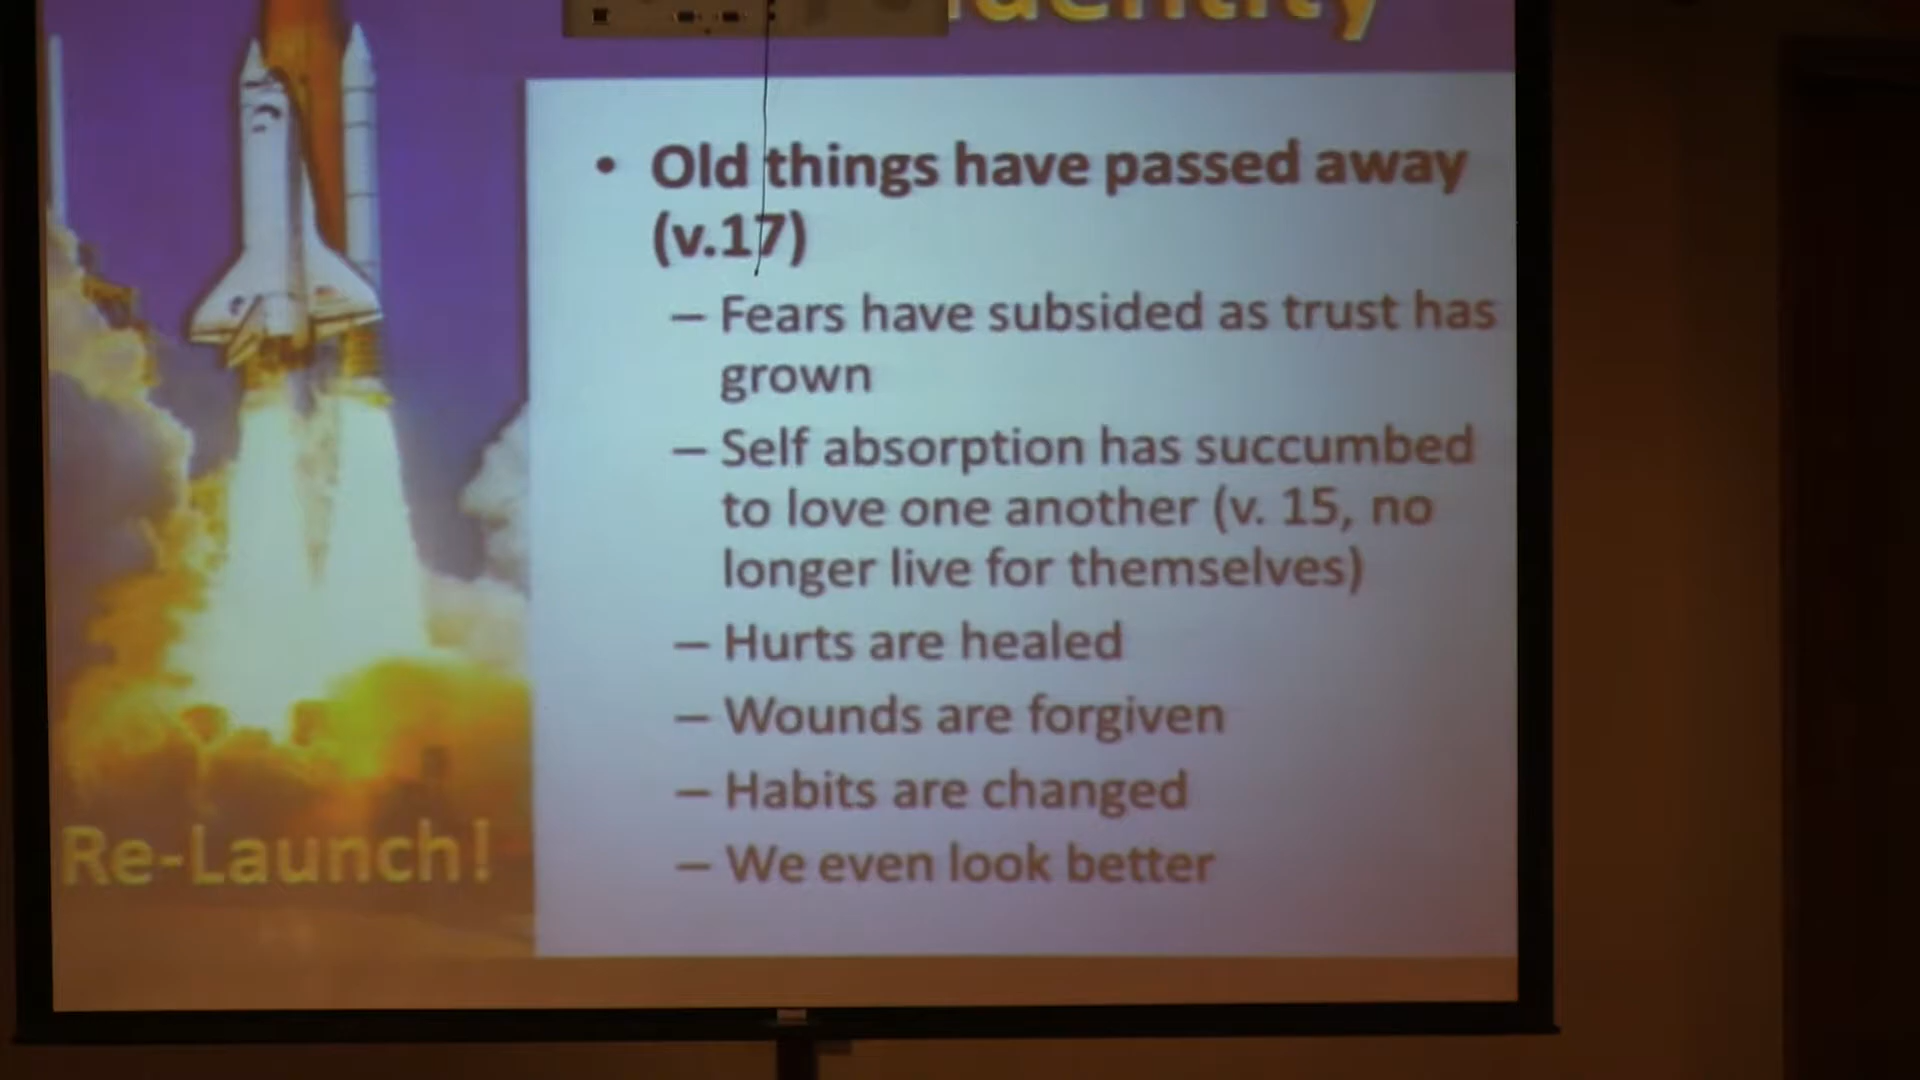 Identity
• Old things have passed away
(v.17)
– Fears have subsided as trust has
grown
– Self absorption has succumbed
to love one another (v. 15, no
longer live for themselves)
– Hurts are healed
– Wounds are forgiven
– Habits are changed
– We even look better
Re-Launch!